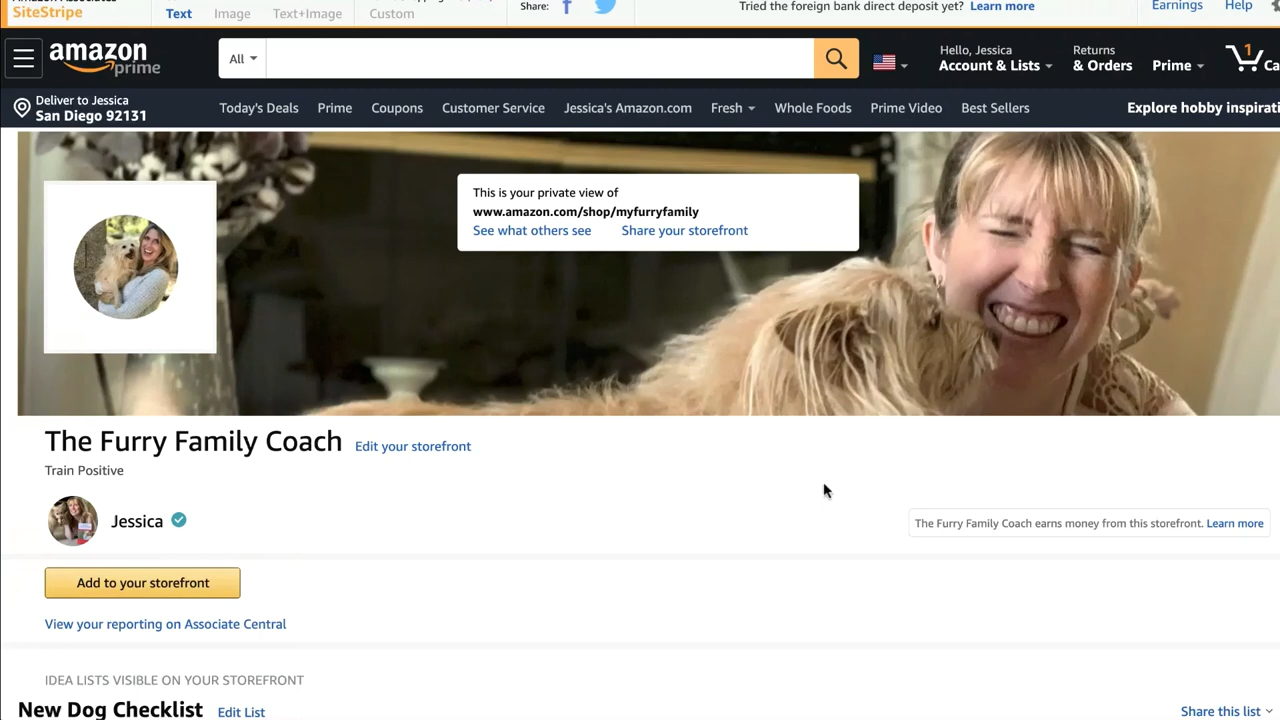 SiteStripe
Text
Image
Text+Image
Custom
Share:
Tried the foreign bank direct deposit yet? Learn more
Earnings
Help
amazon prime
All
Hello, Jessica
Account & Lists
Returns
& Orders
Prime
1
Ca
Deliver to Jessica
San Diego 92131
Today's Deals
Prime
Coupons
Customer Service
Jessica's Amazon.com
Fresh
Whole Foods
Prime Video
Best Sellers
Explore hobby inspirati
This is your private view of
www.amazon.com/shop/myfurryfamily
See what others see
Share your storefront
The Furry Family Coach
Edit your storefront
Train Positive
Jessica
The Furry Family Coach earns money from this storefront. Learn more
Add to your storefront
View your reporting on Associate Central
IDEA LISTS VISIBLE ON YOUR STOREFRONT
New Dog Checklist
Edit List
Share this list